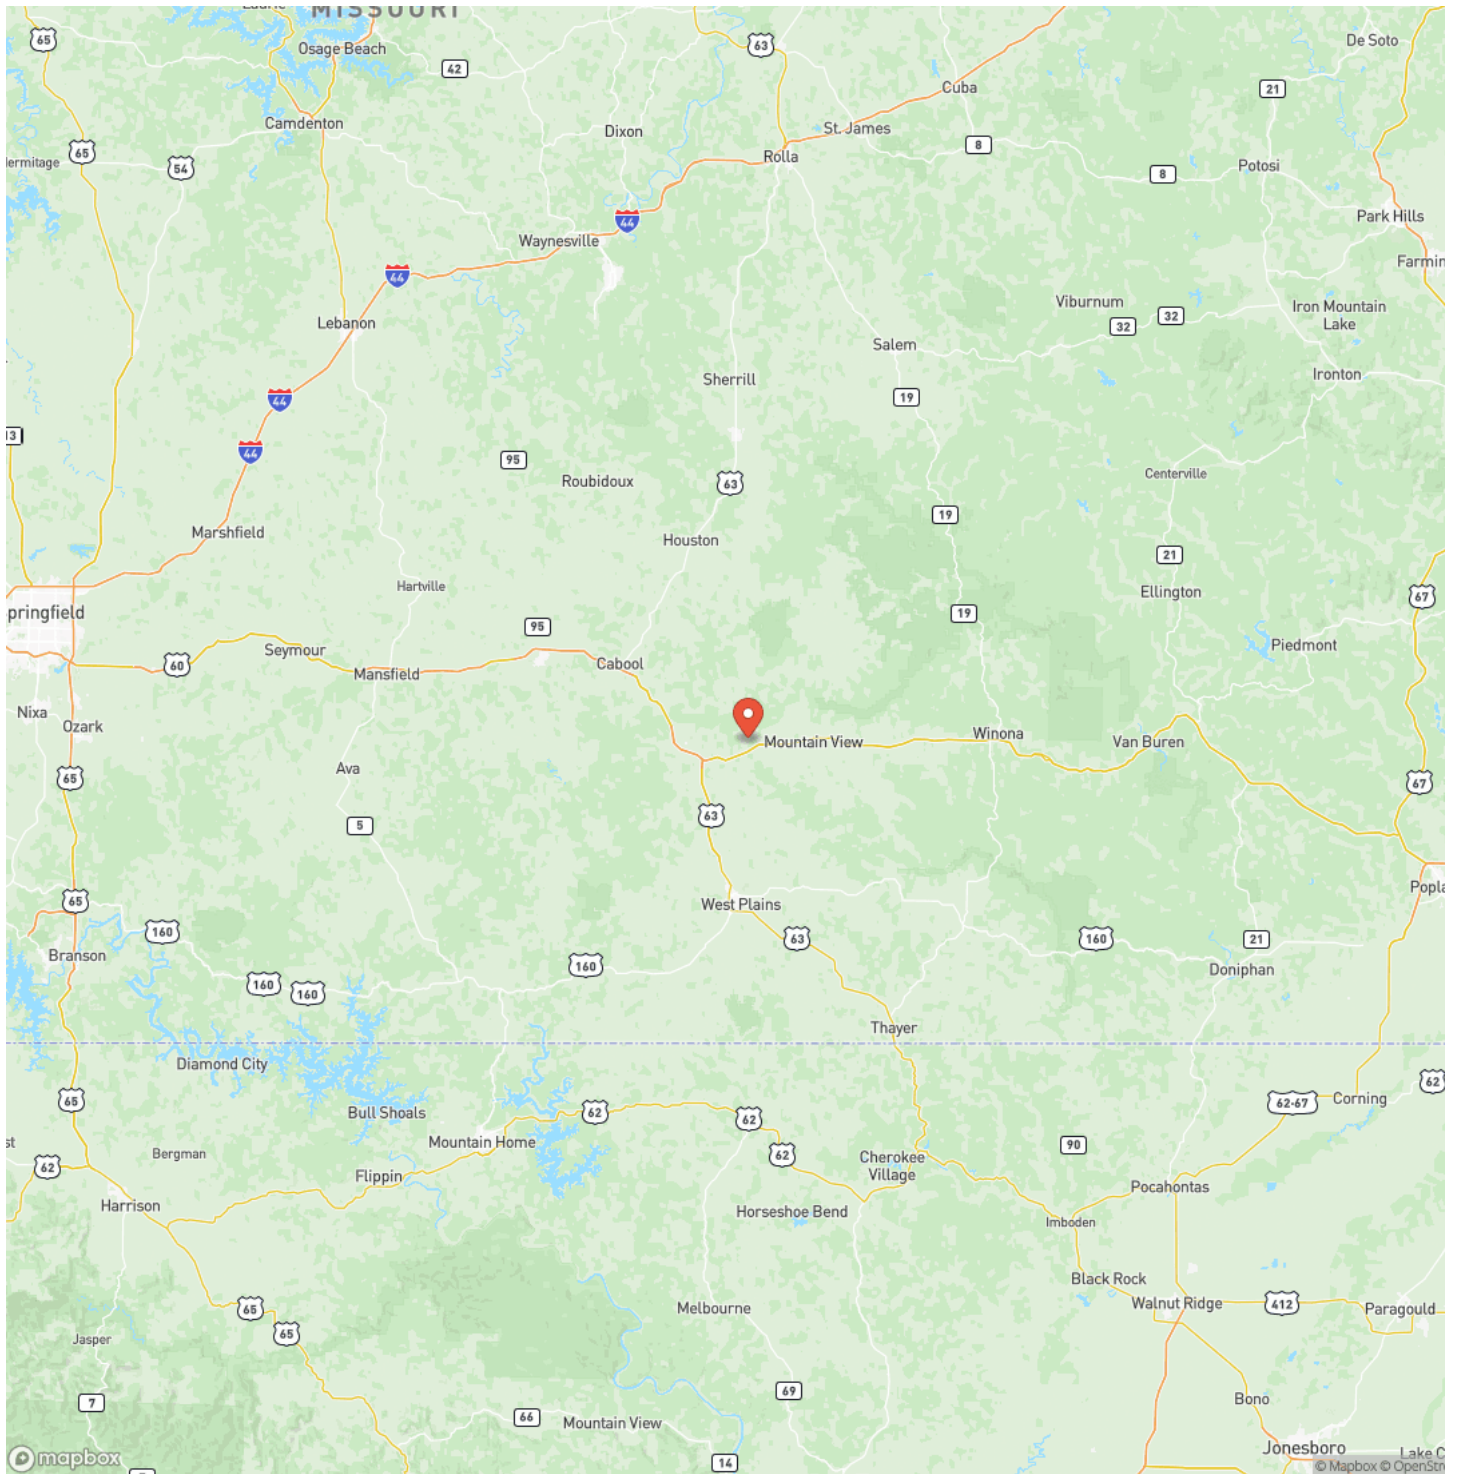 Laurie
MISSOURI
65
Osage Beach
42
63
De Soto
Cuba
21
Camdenton
Dixon
St. James
65
54
Rolla
8
8
Potosi
Hermitage
44
Park Hills
Waynesville
Farmin
44
Viburnum
Iron Mountain
Lake
32
32
Lebanon
Salem
Sherrill
Ironton
44
19
13
44
95
Roubidoux
63
Centerville
19
Marshfield
Houston
21
Hartville
Ellington
67
pringfield
95
19
Seymour
Piedmont
60
Mansfield
Cabool
Nixa
Ozark
Mountain View
Winona
Van Buren
65
Ava
67
5
63
Popla
65
West Plains
160
63
160
21
Branson
160
160
160
Doniphan
Thayer
Diamond City
65
62
62-67
Corning
Bull Shoals
62
62
Mountain Home
90
st
Bergman
62
62
Cherokee
Village
Flippin
Pocahontas
Harrison
Horseshoe Bend
Imboden
Black Rock
65
Melbourne
Walnut Ridge
412
Paragould
65
Jasper
7
69
Bono
66
Mountain View
Jonesboro
mapbox
14
Lake C
© Mapbox © OpenStre